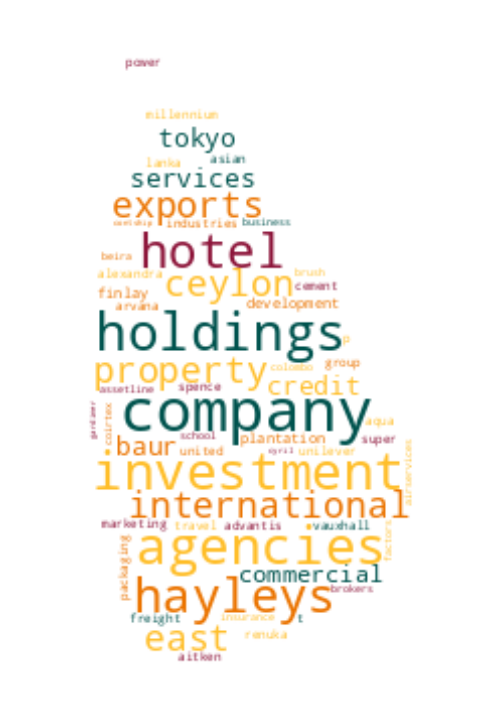 power
millennium
tokyo
lanka asian
services
exports
industries business
hotel
beira
alexandra ceylon brush
finlay cement
arvana development
holdings
p
property group
colombo
assetline spence credit
company
gardiner coirtex aqua
school plantation super
baur united cyril unilever
investment
airservices
international
marketing travel advantis vauxhall
factors
agencies
packaging
commercial
hayleys brokers
freight insurance t
east renuka
aitken